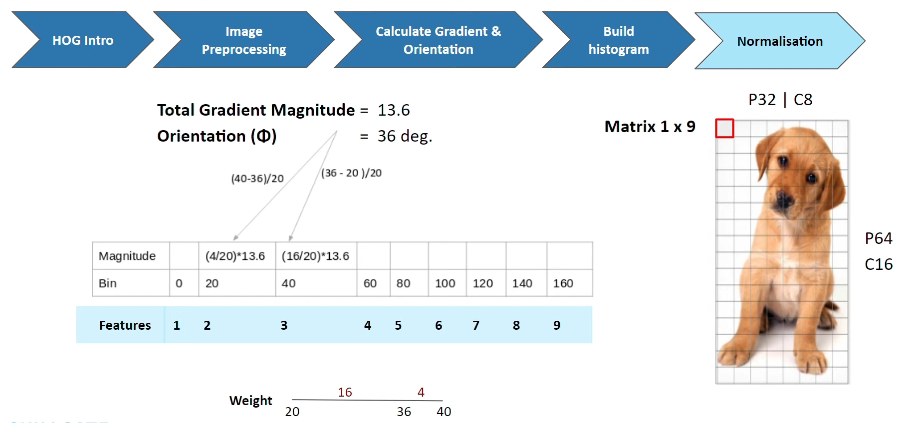 HOG Intro
Image
Preprocessing
Calculate Gradient &
Orientation
Build
histogram
Normalisation
P32 | C8
Total Gradient Magnitude = 13.6
Orientation (Φ) = 36 deg.
Matrix 1 x 9
(40-36)/20
(36 - 20 )/20
P64
C16
Magnitude (4/20)*13.6 (16/20)*13.6
Bin 0 20 40 60 80 100 120 140 160
Features 1 2 3 4 5 6 7 8 9
16 4
Weight
20 36 40